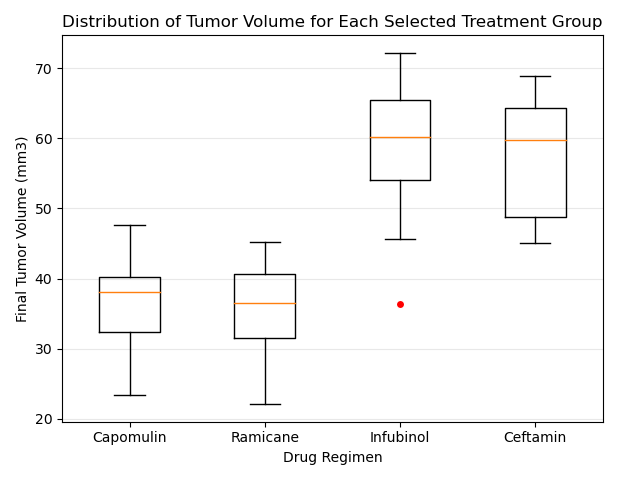 Distribution of Tumor Volume for Each Selected Treatment Group
Final Tumor Volume (mm3)
70
60
50
40
30
20
Capomulin Ramicane Infubinol Ceftamin
Drug Regimen